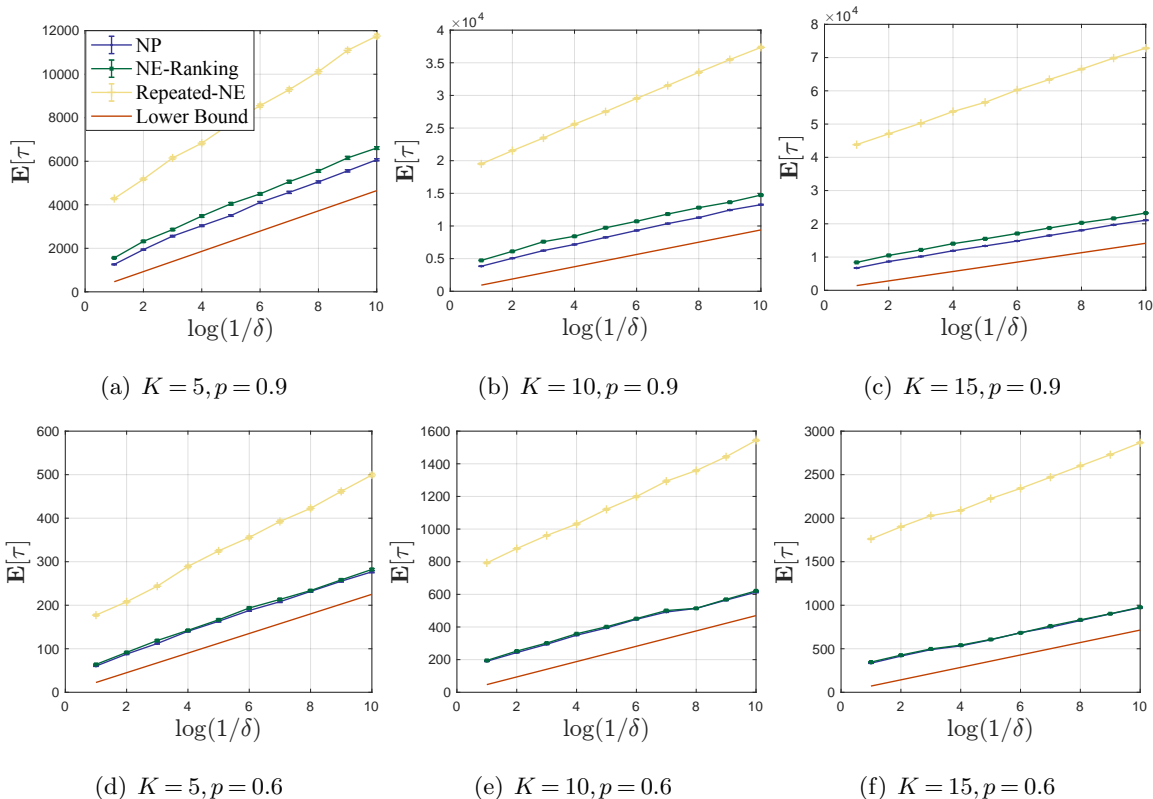 12000
10000
8000
6000
4000
2000
0
0 2 4 6 8 10
E[τ]
log(1/δ)
NP
NE-Ranking
Repeated-NE
Lower Bound
(a) K = 5, p = 0.9
×10⁴
4
3.5
3
2.5
2
1.5
1
0.5
0
0 2 4 6 8 10
E[τ]
log(1/δ)
(b) K = 10, p = 0.9
×10⁴
8
7
6
5
4
3
2
1
0
0 2 4 6 8 10
E[τ]
log(1/δ)
(c) K = 15, p = 0.9
600
500
400
300
200
100
0
0 2 4 6 8 10
E[τ]
log(1/δ)
(d) K = 5, p = 0.6
1600
1400
1200
1000
800
600
400
200
0
0 2 4 6 8 10
E[τ]
log(1/δ)
(e) K = 10, p = 0.6
3000
2500
2000
1500
1000
500
0
0 2 4 6 8 10
E[τ]
log(1/δ)
(f) K = 15, p = 0.6